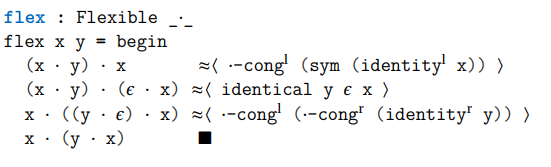 flex : Flexible _·_
flex x y = begin
(x · y) · x ≈⟨ ·-congˡ (sym (identityˡ x)) ⟩
(x · y) · (ϵ · x) ≈⟨ identical y ϵ x ⟩
x · ((y · ϵ) · x) ≈⟨ ·-congˡ (·-congʳ (identityʳ y)) ⟩
x · (y · x) ■